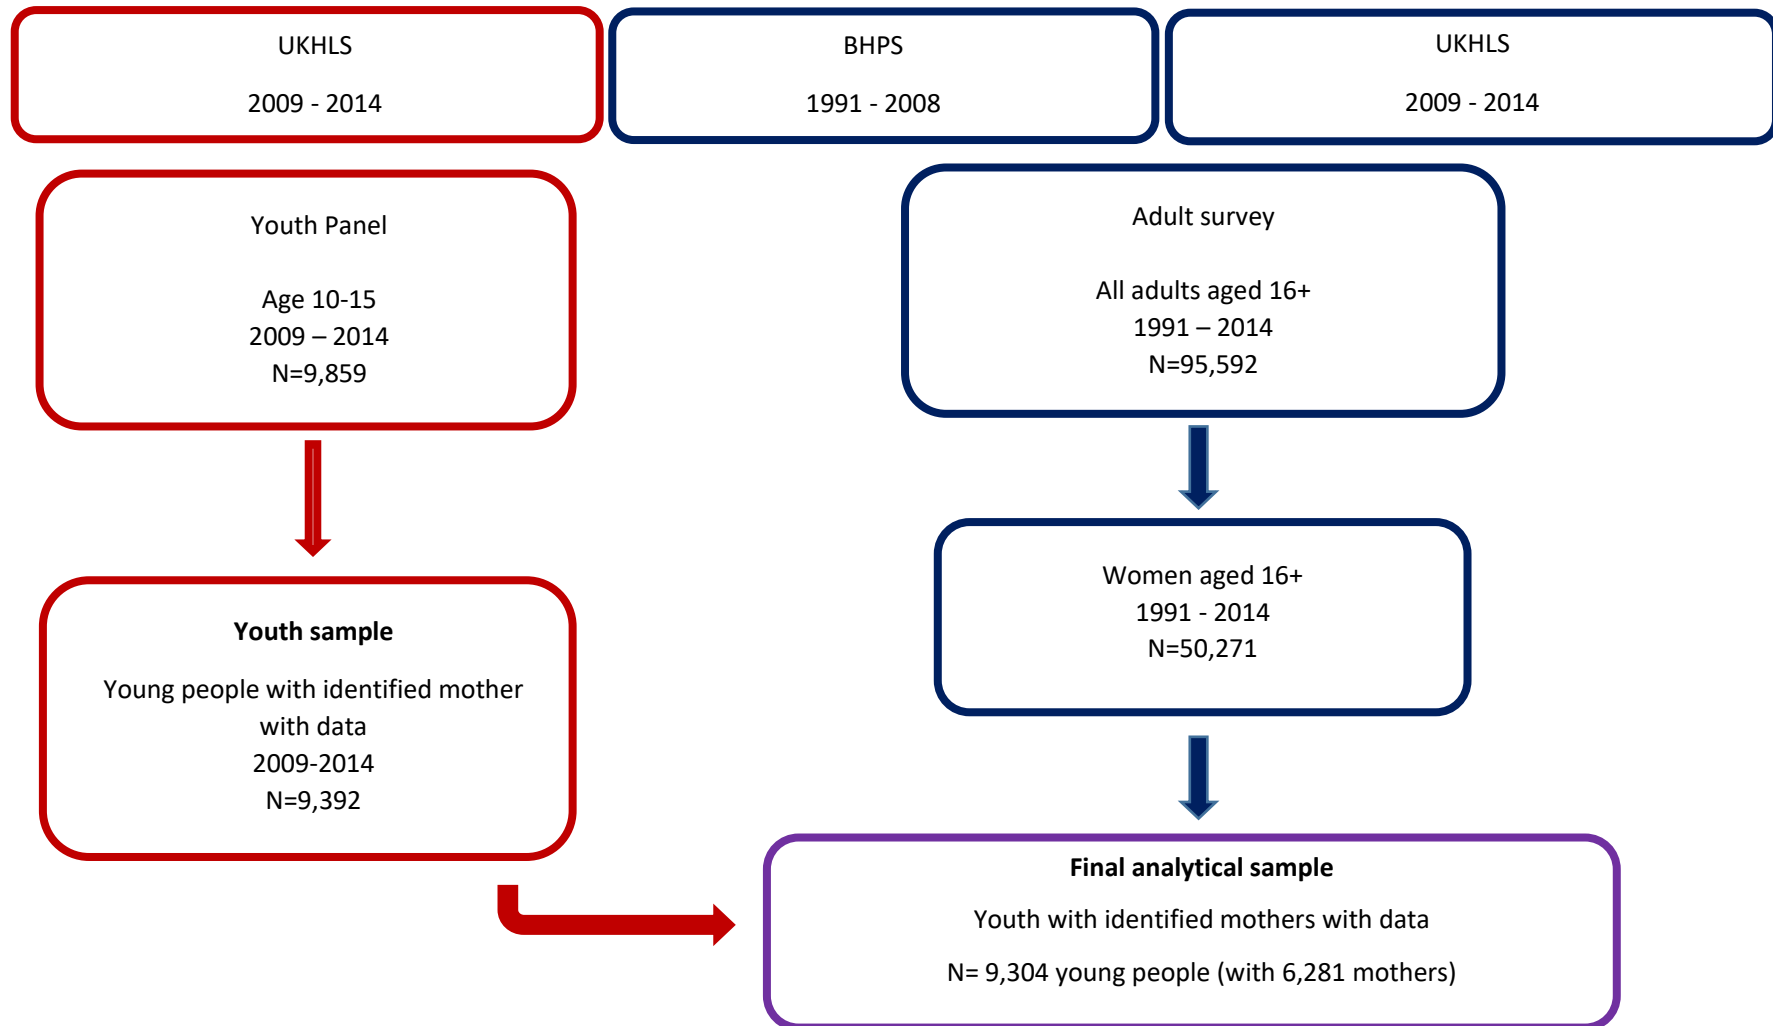 UKHLS
2009 - 2014
BHPS
1991 - 2008
UKHLS
2009 - 2014
Youth Panel
Age 10-15
2009 – 2014
N=9,859
Adult survey
All adults aged 16+
1991 – 2014
N=95,592
Youth sample
Young people with identified mother
with data
2009-2014
N=9,392
Women aged 16+
1991 - 2014
N=50,271
Final analytical sample
Youth with identified mothers with data
N= 9,304 young people (with 6,281 mothers)